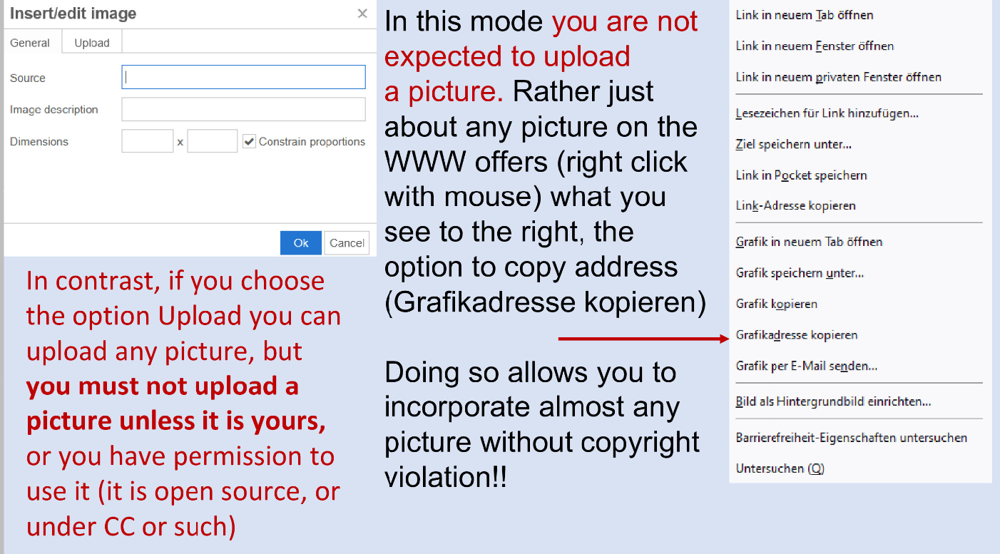 Insert/edit image ×
General Upload
Source
Image description
Dimensions x Constrain proportions
Ok Cancel
In contrast, if you choose
the option Upload you can
upload any picture, but
you must not upload a
picture unless it is yours,
or you have permission to
use it (it is open source, or
under CC or such)
In this mode you are not
expected to upload
a picture. Rather just
about any picture on the
WWW offers (right click
with mouse) what you
see to the right, the
option to copy address
(Grafikadresse kopieren)
Doing so allows you to
incorporate almost any
picture without copyright
violation!!
Link in neuem Tab öffnen
Link in neuem Fenster öffnen
Link in neuem privaten Fenster öffnen
Lesezeichen für Link hinzufügen...
Ziel speichern unter...
Link in Pocket speichern
Link-Adresse kopieren
Grafik in neuem Tab öffnen
Grafik speichern unter...
Grafik kopieren
Grafikadresse kopieren
Grafik per E-Mail senden...
Bild als Hintergrundbild einrichten...
Barrierefreiheit-Eigenschaften untersuchen
Untersuchen (Q)